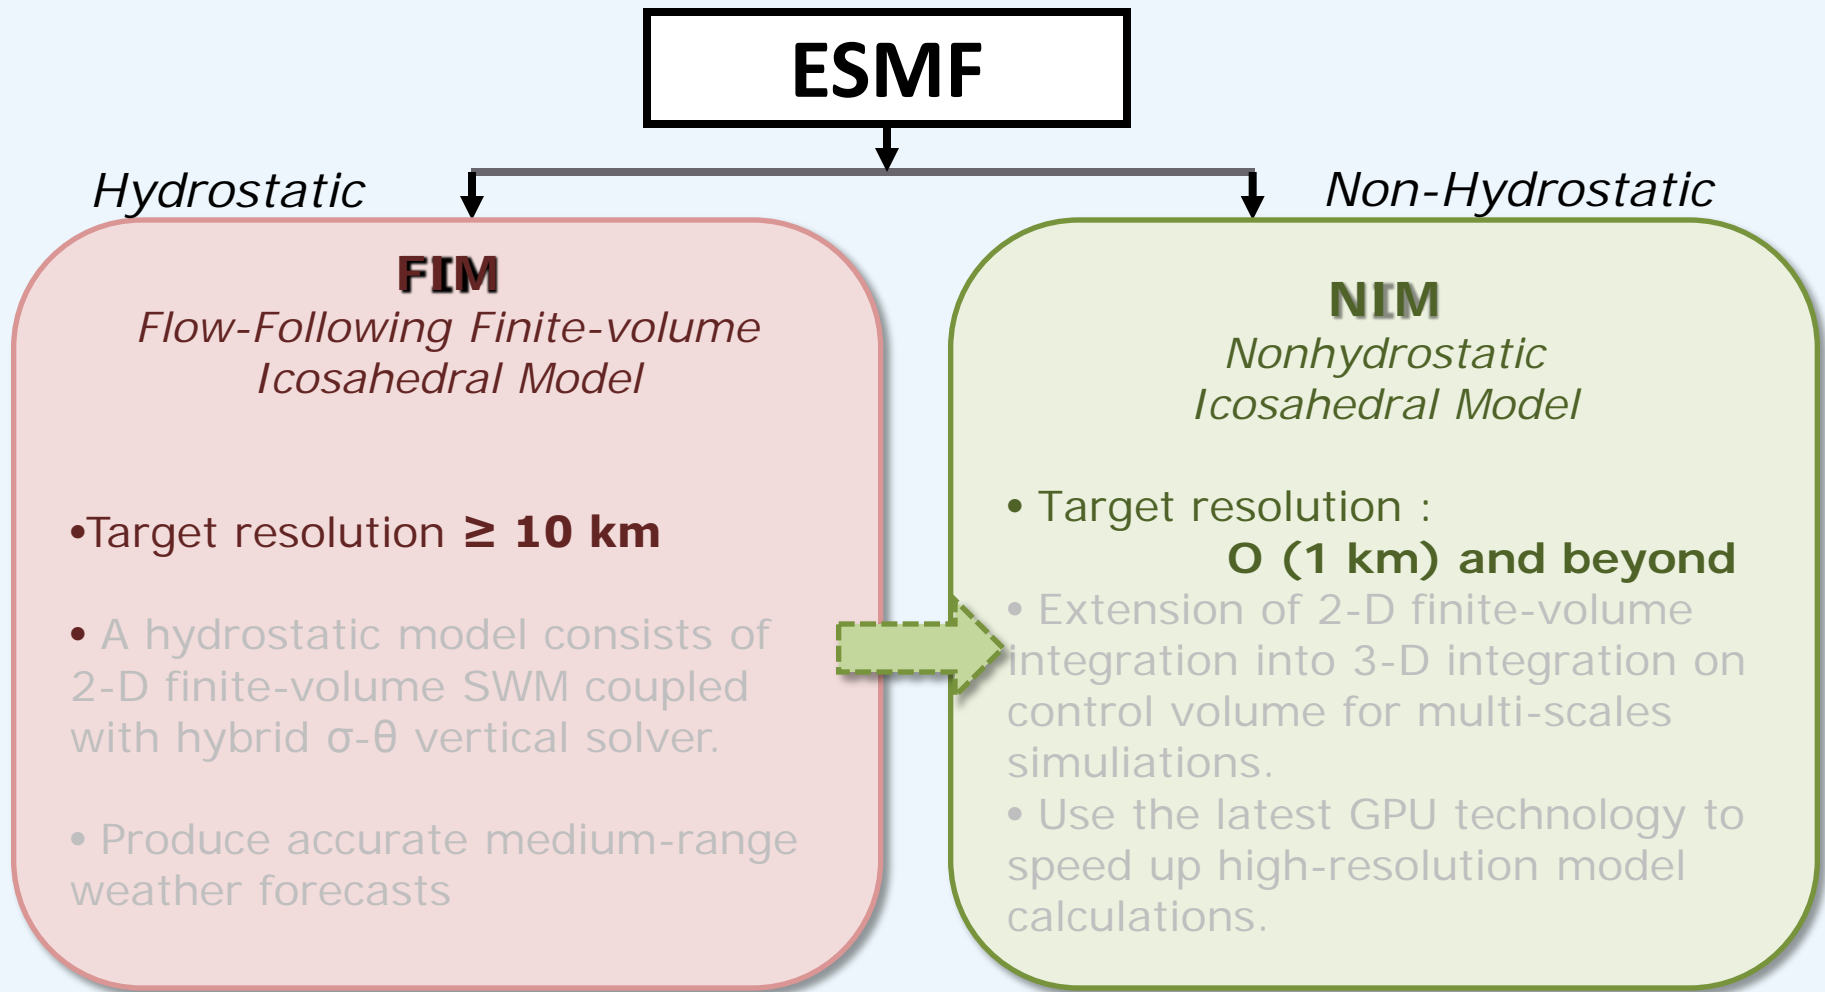 ESMF
Hydrostatic
Non-Hydrostatic
FIM
Flow-Following Finite-volume
Icosahedral Model
•Target resolution ≥ 10 km
• A hydrostatic model consists of
2-D finite-volume SWM coupled
with hybrid σ-θ vertical solver.
• Produce accurate medium-range
weather forecasts
NIM
Nonhydrostatic
Icosahedral Model
• Target resolution :
O (1 km) and beyond
• Extension of 2-D finite-volume
integration into 3-D integration on
control volume for multi-scales
simuliations.
• Use the latest GPU technology to
speed up high-resolution model
calculations.